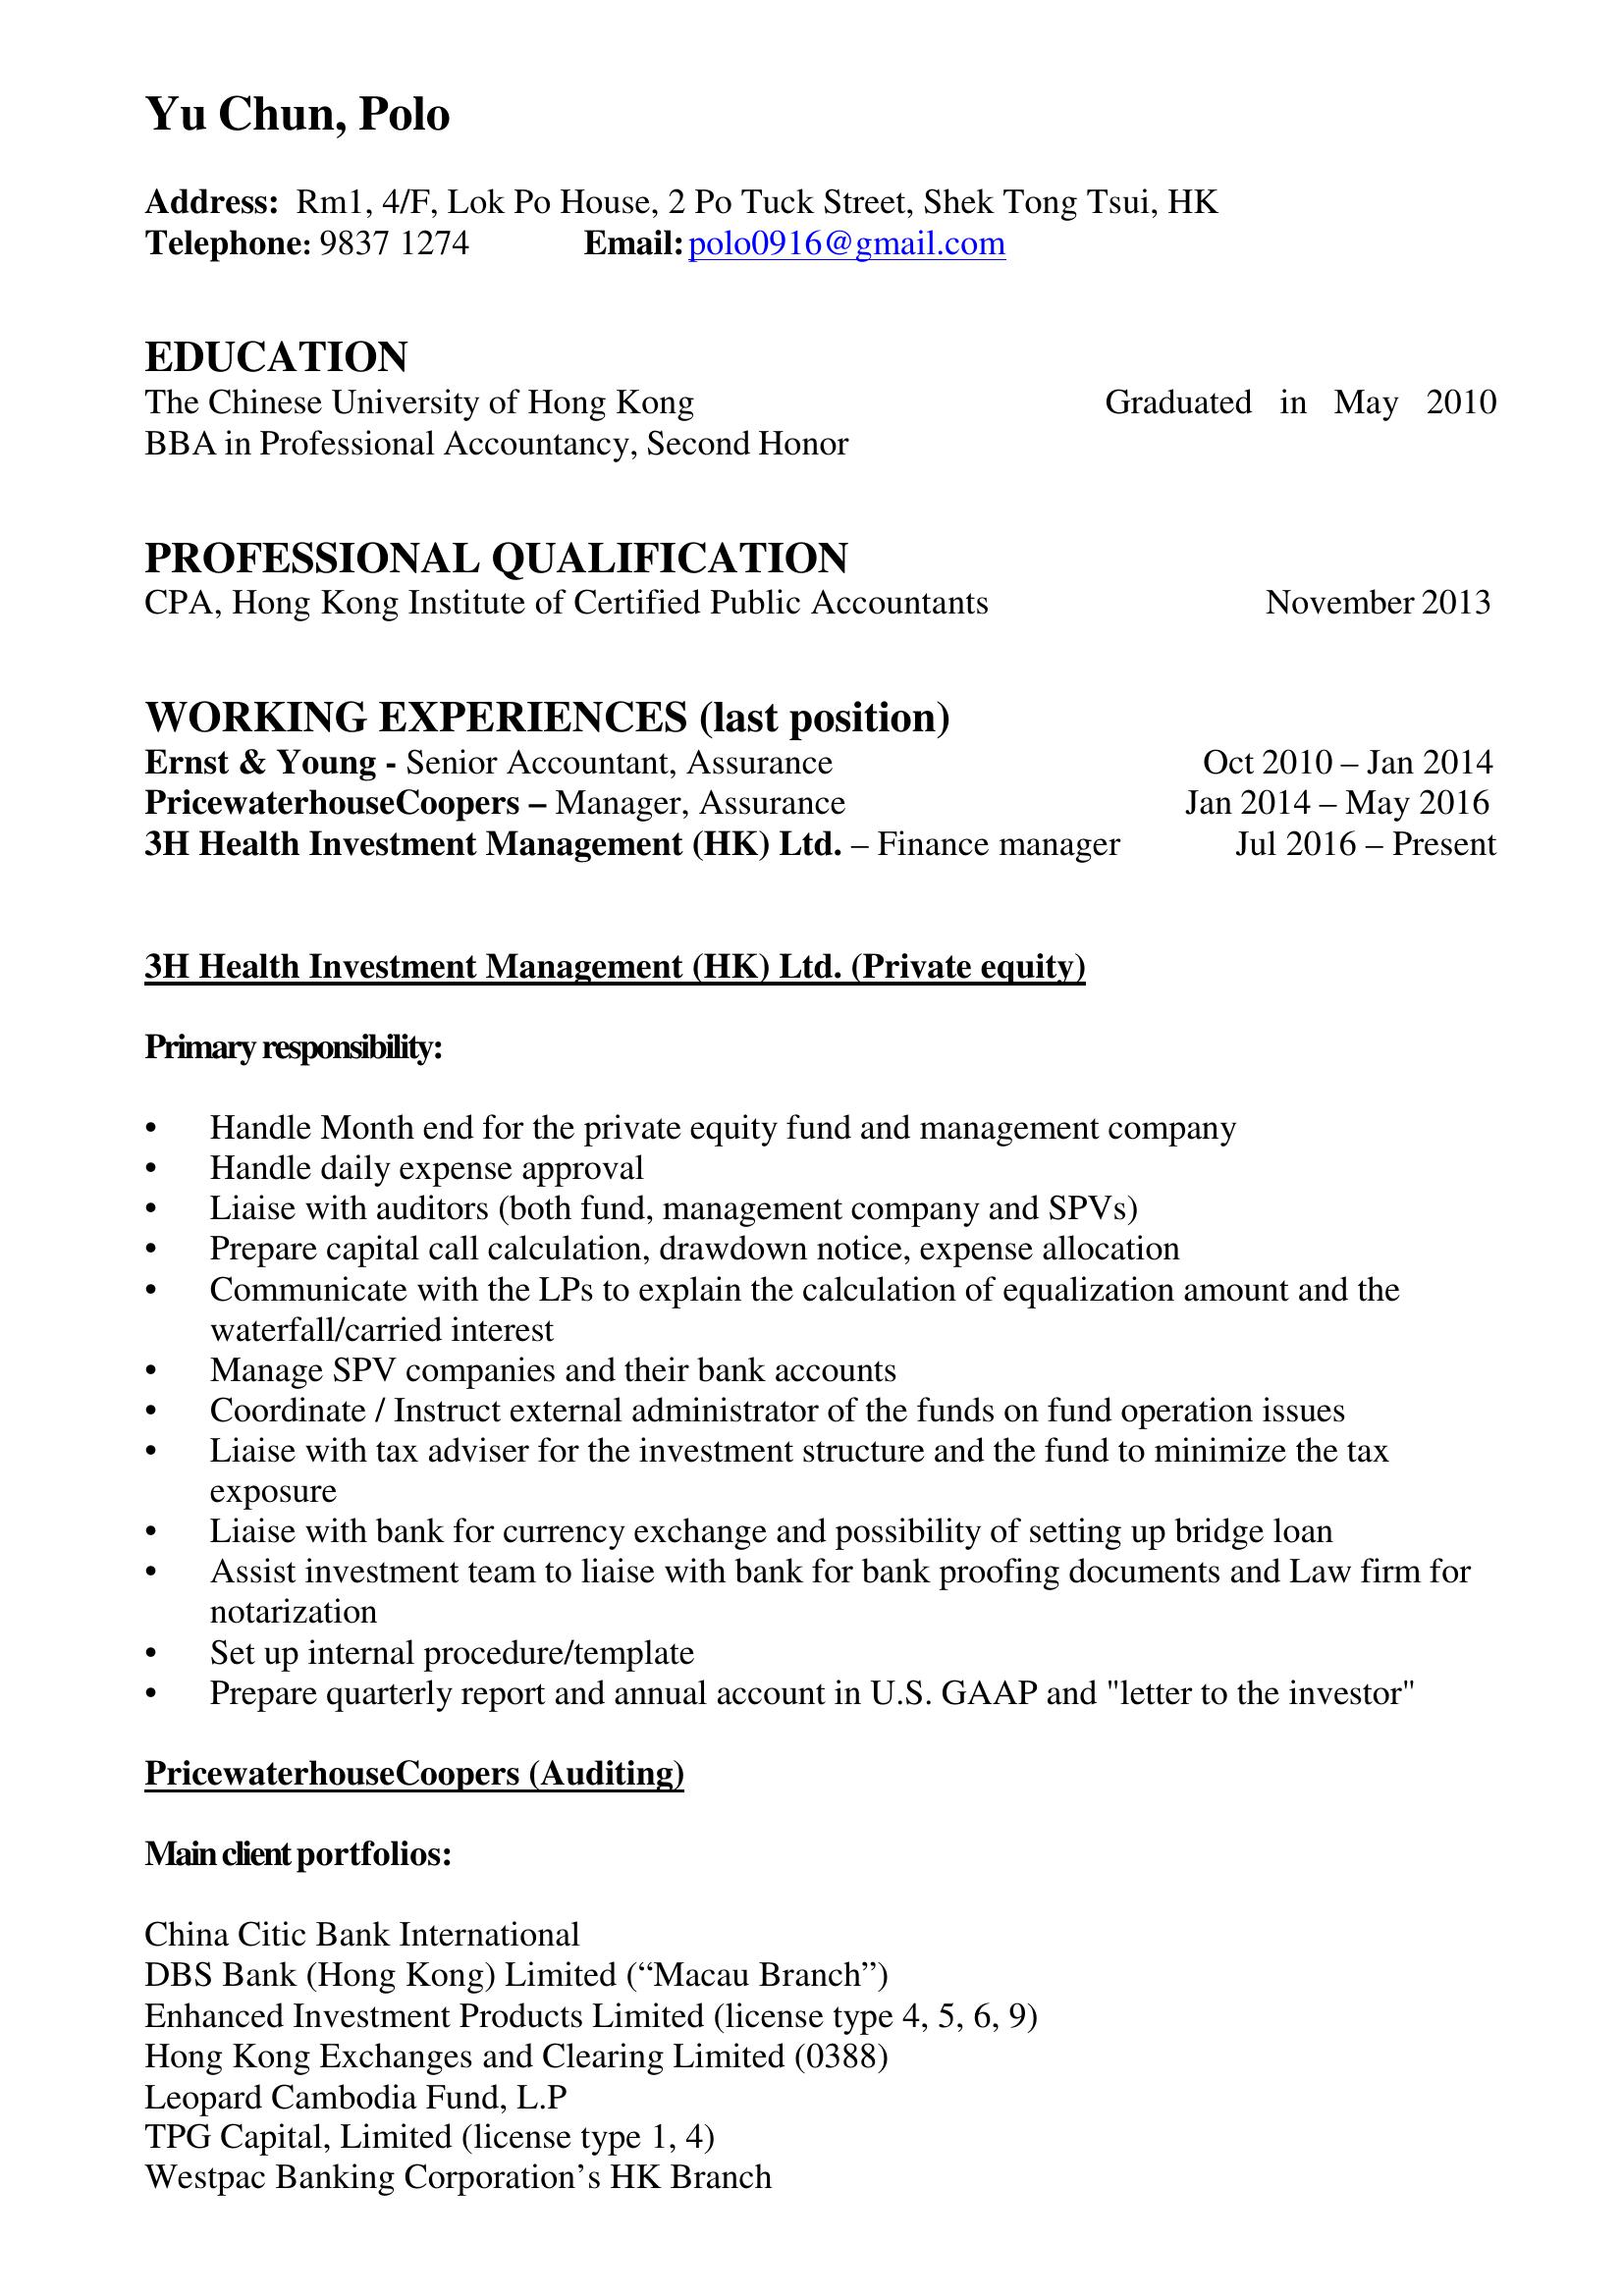 Yu Chun, Polo
Address: Rm1, 4/F, Lok Po House, 2 Po Tuck Street, Shek Tong Tsui, HK
Telephone: 9837 1274 Email: polo0916@gmail.com
EDUCATION
The Chinese University of Hong Kong Graduated in May 2010
BBA in Professional Accountancy, Second Honor
PROFESSIONAL QUALIFICATION
CPA, Hong Kong Institute of Certified Public Accountants November 2013
WORKING EXPERIENCES (last position)
Ernst & Young - Senior Accountant, Assurance Oct 2010 – Jan 2014
PricewaterhouseCoopers – Manager, Assurance Jan 2014 – May 2016
3H Health Investment Management (HK) Ltd. – Finance manager Jul 2016 – Present
3H Health Investment Management (HK) Ltd. (Private equity)
Primary responsibility:
• Handle Month end for the private equity fund and management company
• Handle daily expense approval
• Liaise with auditors (both fund, management company and SPVs)
• Prepare capital call calculation, drawdown notice, expense allocation
• Communicate with the LPs to explain the calculation of equalization amount and the
waterfall/carried interest
• Manage SPV companies and their bank accounts
• Coordinate / Instruct external administrator of the funds on fund operation issues
• Liaise with tax adviser for the investment structure and the fund to minimize the tax
exposure
• Liaise with bank for currency exchange and possibility of setting up bridge loan
• Assist investment team to liaise with bank for bank proofing documents and Law firm for
notarization
• Set up internal procedure/template
• Prepare quarterly report and annual account in U.S. GAAP and "letter to the investor"
PricewaterhouseCoopers (Auditing)
Main client portfolios:
China Citic Bank International
DBS Bank (Hong Kong) Limited (“Macau Branch”)
Enhanced Investment Products Limited (license type 4, 5, 6, 9)
Hong Kong Exchanges and Clearing Limited (0388)
Leopard Cambodia Fund, L.P
TPG Capital, Limited (license type 1, 4)
Westpac Banking Corporation’s HK Branch